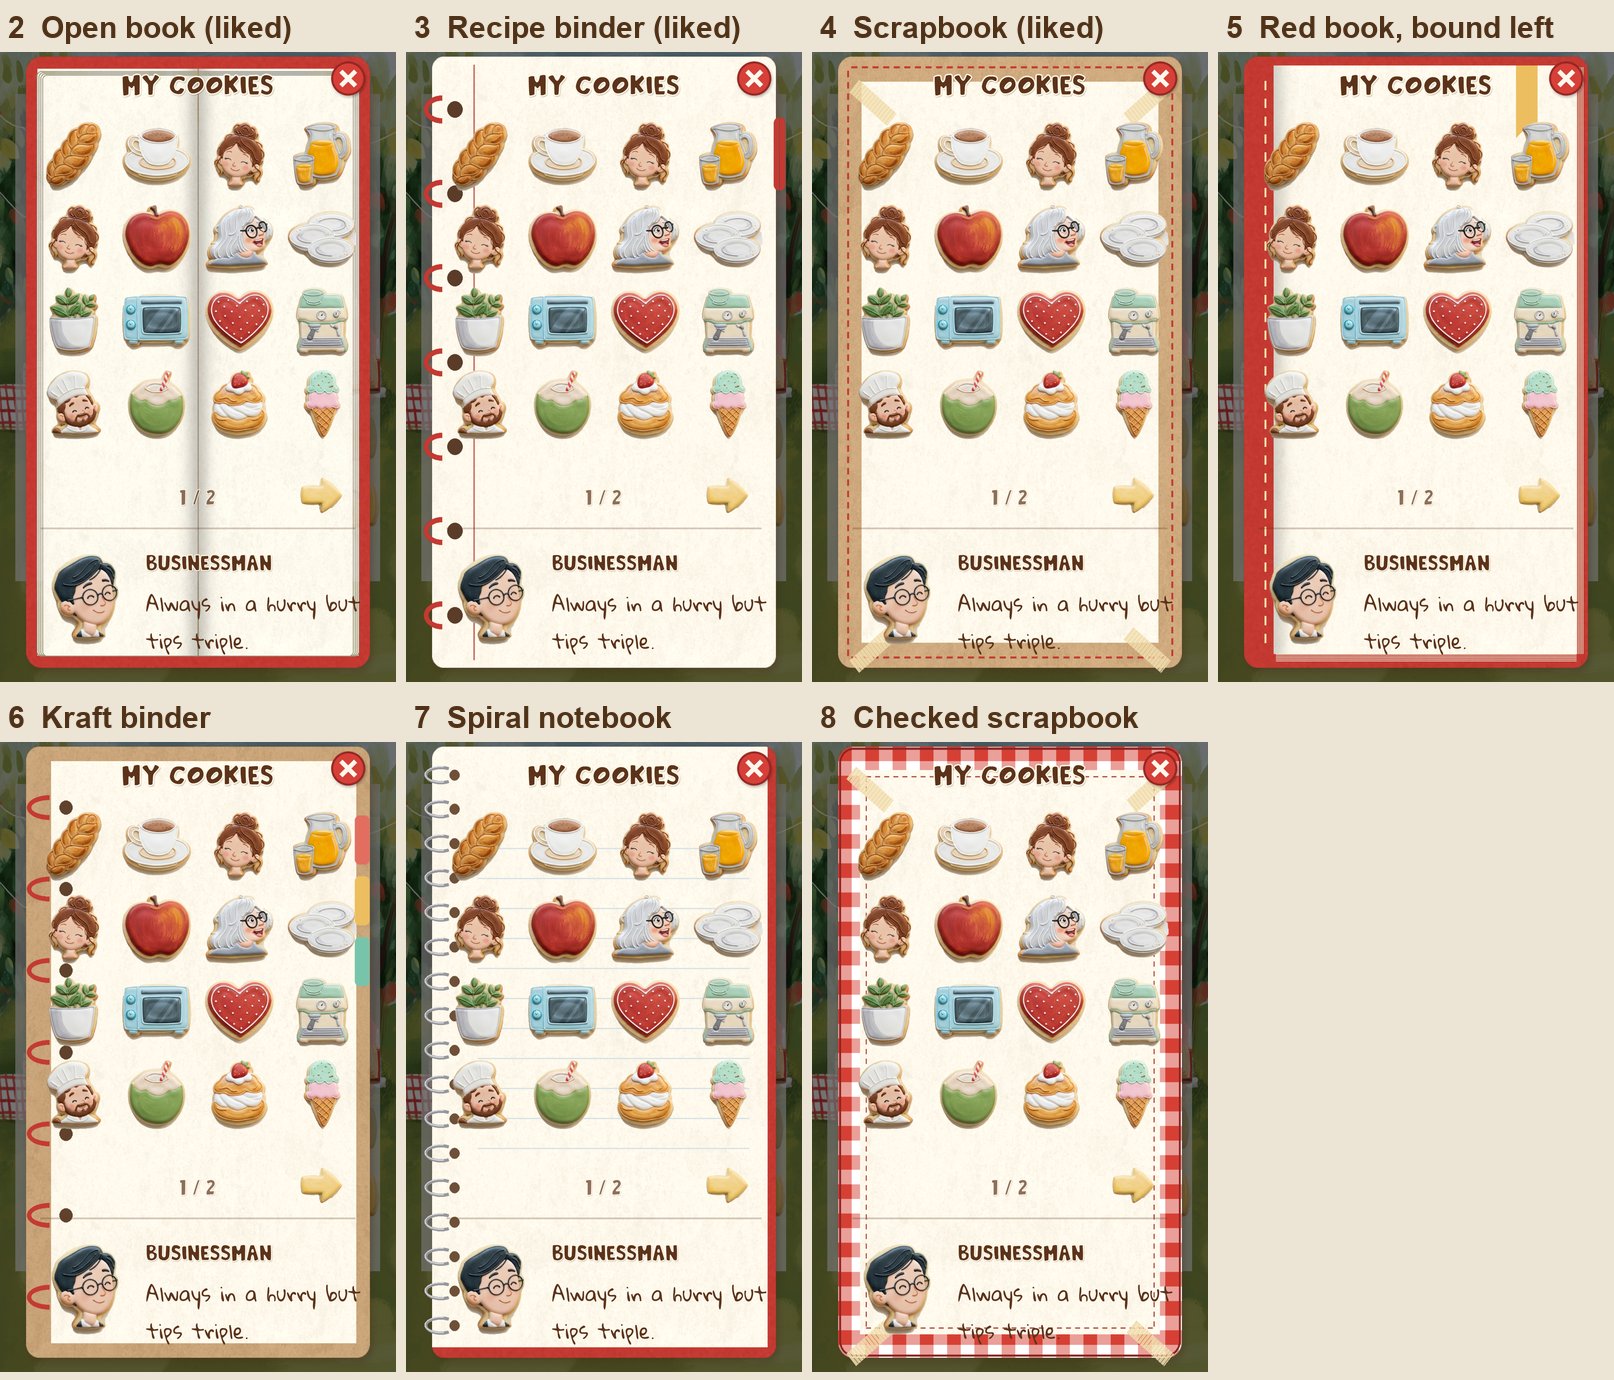 2 Open book (liked)
MY COOKIES
1 / 2
BUSINESSMAN
Always in a hurry but
tips triple.
3 Recipe binder (liked)
MY COOKIES
1 / 2
BUSINESSMAN
Always in a hurry but
tips triple.
4 Scrapbook (liked)
MY COOKIES
1 / 2
BUSINESSMAN
Always in a hurry but
tips triple.
5 Red book, bound left
MY COOKIES
1 / 2
BUSINESSMAN
Always in a hurry but
tips triple.
6 Kraft binder
MY COOKIES
1 / 2
BUSINESSMAN
Always in a hurry but
tips triple.
7 Spiral notebook
MY COOKIES
1 / 2
BUSINESSMAN
Always in a hurry but
tips triple.
8 Checked scrapbook
MY COOKIES
1 / 2
BUSINESSMAN
Always in a hurry but
tips triple.